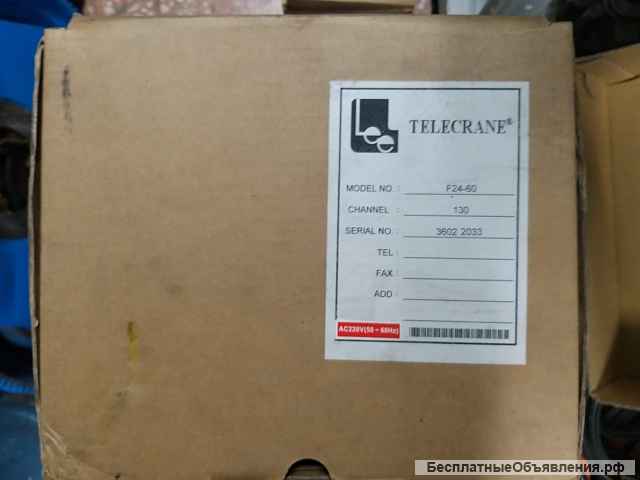 Lee
TELECRANE®
MODEL NO. : F24-60
CHANNEL : 130
SERIAL NO. : 3602 2033
TEL :
FAX :
ADD :
AC220V(50~60Hz)
БесплатныеОбъявления.рф